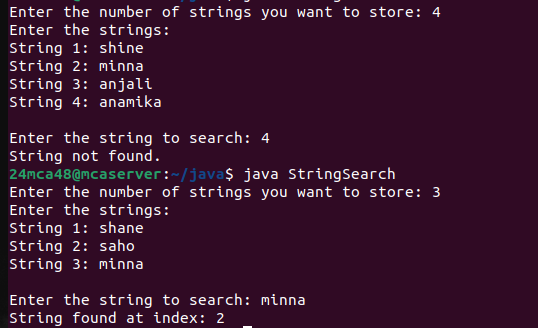 Enter the number of strings you want to store: 4
Enter the strings:
String 1: shine
String 2: minna
String 3: anjali
String 4: anamika
Enter the string to search: 4
String not found.
24mca48@mcaserver:~/java$ java StringSearch
Enter the number of strings you want to store: 3
Enter the strings:
String 1: shane
String 2: saho
String 3: minna
Enter the string to search: minna
String found at index: 2